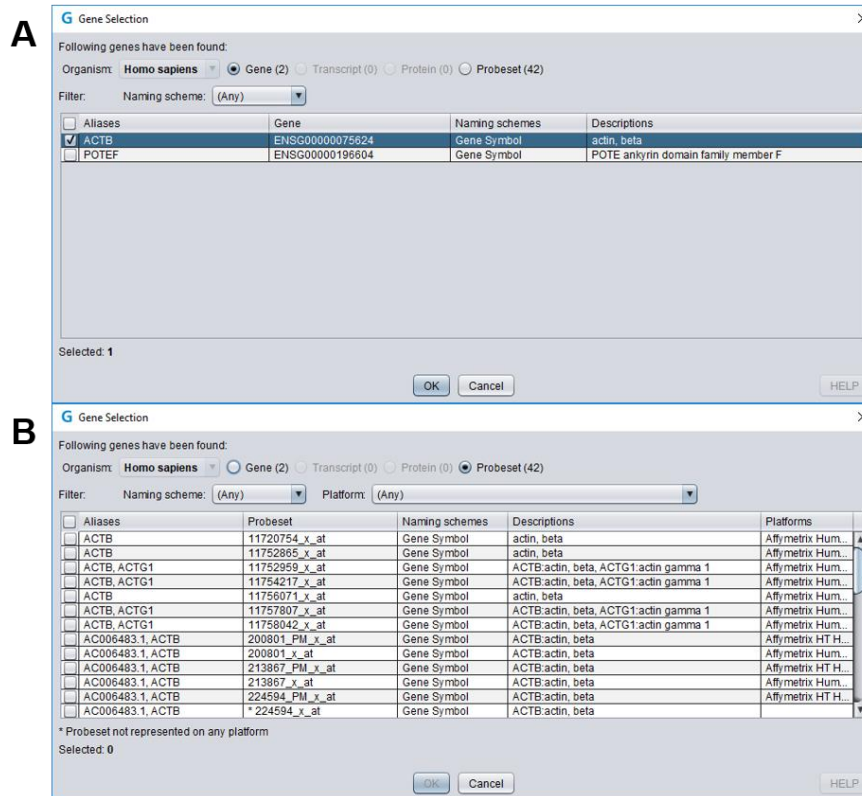 A
G Gene Selection
Following genes have been found:
Organism: Homo sapiens Gene (2) Transcript (0) Protein (0) Probeset (42)
Filter: Naming scheme: (Any)
Aliases Gene Naming schemes Descriptions
ACTB ENSG00000075624 Gene Symbol actin, beta
POTEF ENSG00000196604 Gene Symbol POTE ankyrin domain family member F
Selected: 1
OK Cancel HELP
B
G Gene Selection
Following genes have been found:
Organism: Homo sapiens Gene (2) Transcript (0) Protein (0) Probeset (42)
Filter: Naming scheme: (Any) Platform: (Any)
Aliases Probeset Naming schemes Descriptions Platforms
ACTB 11720754_x_at Gene Symbol actin, beta Affymetrix Hum...
ACTB 11752865_x_at Gene Symbol actin, beta Affymetrix Hum...
ACTB, ACTG1 11752959_x_at Gene Symbol ACTB:actin, beta, ACTG1:actin gamma 1 Affymetrix Hum...
ACTB, ACTG1 11754217_x_at Gene Symbol ACTB:actin, beta, ACTG1:actin gamma 1 Affymetrix Hum...
ACTB 11756071_x_at Gene Symbol actin, beta Affymetrix Hum...
ACTB, ACTG1 11757807_x_at Gene Symbol ACTB:actin, beta, ACTG1:actin gamma 1 Affymetrix Hum...
ACTB, ACTG1 11758042_x_at Gene Symbol ACTB:actin, beta, ACTG1:actin gamma 1 Affymetrix Hum...
AC006483.1, ACTB 200801_PM_x_at Gene Symbol ACTB:actin, beta Affymetrix HT H...
AC006483.1, ACTB 200801_x_at Gene Symbol ACTB:actin, beta Affymetrix Hum...
AC006483.1, ACTB 213867_PM_x_at Gene Symbol ACTB:actin, beta Affymetrix HT H...
AC006483.1, ACTB 213867_x_at Gene Symbol ACTB:actin, beta Affymetrix Hum...
AC006483.1, ACTB 224594_PM_x_at Gene Symbol ACTB:actin, beta Affymetrix HT H...
AC006483.1, ACTB * 224594_x_at Gene Symbol ACTB:actin, beta
* Probeset not represented on any platform
Selected: 0
OK Cancel HELP